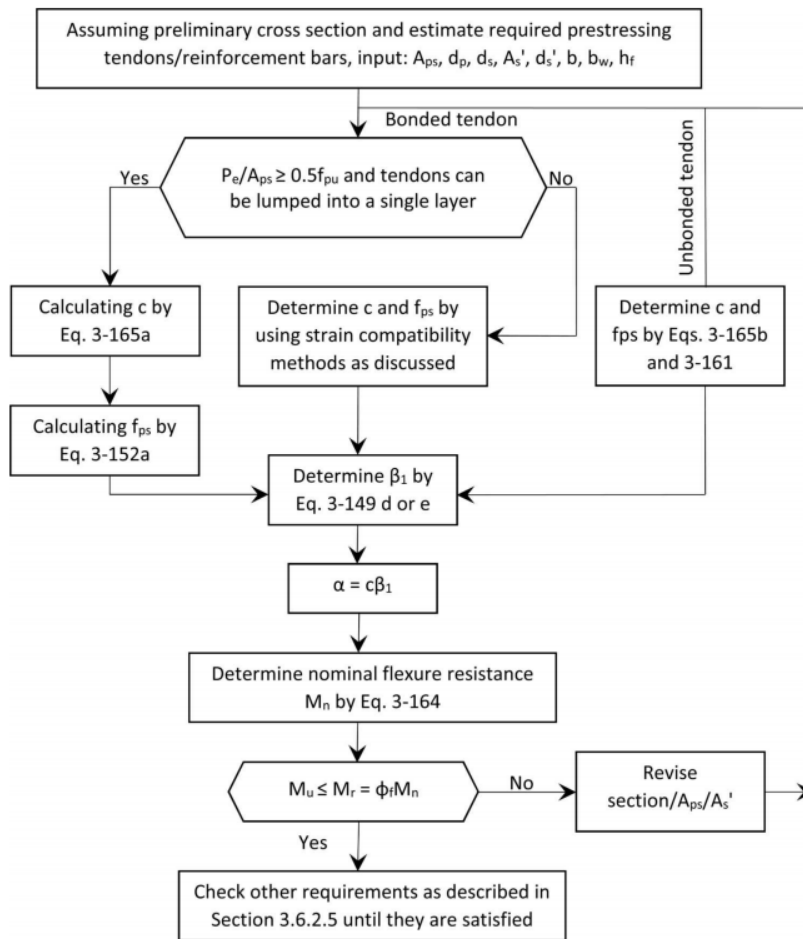 Assuming preliminary cross section and estimate required prestressing
tendons/reinforcement bars, input: Aₚₛ, dₚ, dₛ, Aₛ', dₛ', b, b_w, h_f
Bonded tendon
Unbonded tendon
Yes
Pₑ/Aₚₛ ≥ 0.5fₚᵤ and tendons can
be lumped into a single layer
No
Calculating c by
Eq. 3-165a
Determine c and fₚₛ by
using strain compatibility
methods as discussed
Determine c and
fps by Eqs. 3-165b
and 3-161
Calculating fₚₛ by
Eq. 3-152a
Determine β₁ by
Eq. 3-149 d or e
α = cβ₁
Determine nominal flexure resistance
Mₙ by Eq. 3-164
Mᵤ ≤ Mᵣ = ϕ_fMₙ
No
Revise
section/Aₚₛ/Aₛ'
Yes
Check other requirements as described in
Section 3.6.2.5 until they are satisfied